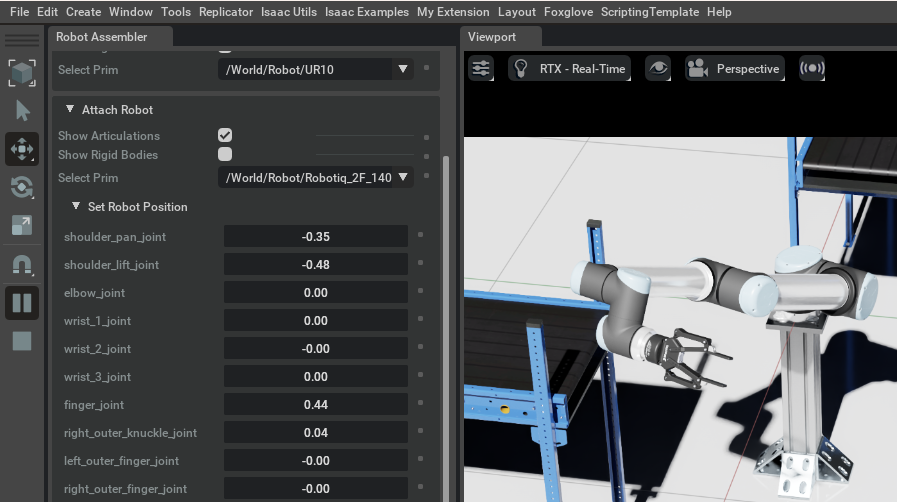 File Edit Create Window Tools Replicator Isaac Utils Isaac Examples My Extension Layout Foxglove ScriptingTemplate Help
Robot Assembler
Select Prim /World/Robot/UR10
Attach Robot
Show Articulations
Show Rigid Bodies
Select Prim /World/Robot/Robotiq_2F_140
Set Robot Position
shoulder_pan_joint -0.35
shoulder_lift_joint -0.48
elbow_joint 0.00
wrist_1_joint 0.00
wrist_2_joint -0.00
wrist_3_joint 0.00
finger_joint 0.44
right_outer_knuckle_joint 0.04
left_outer_finger_joint -0.00
right_outer_finger_joint -0.00
Viewport
RTX - Real-Time Perspective